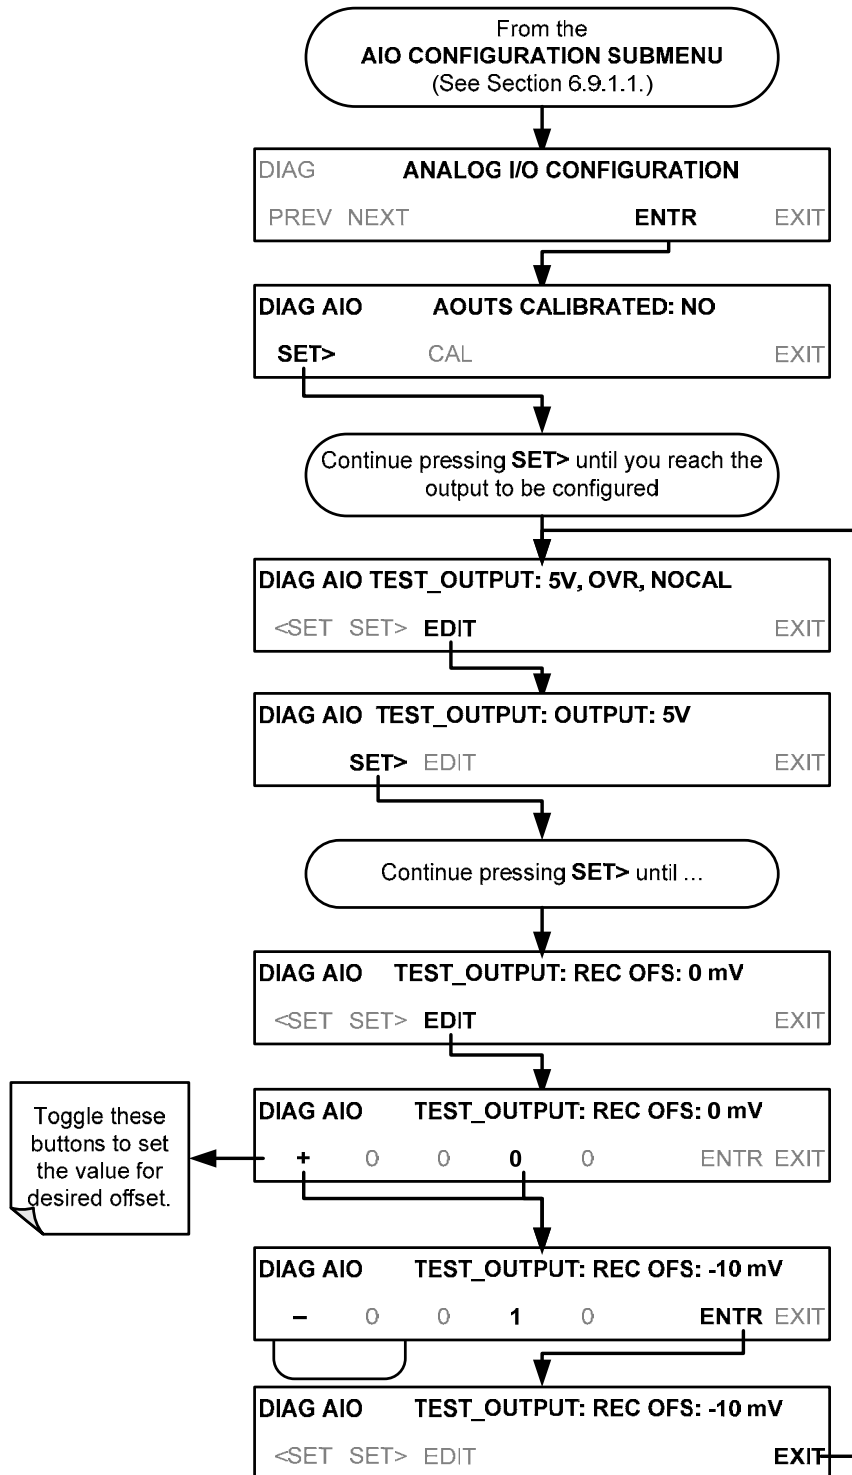 From the
AIO CONFIGURATION SUBMENU
(See Section 6.9.1.1.)
DIAG ANALOG I/O CONFIGURATION
PREV NEXT ENTR EXIT
DIAG AIO AOUTS CALIBRATED: NO
SET> CAL EXIT
Continue pressing SET> until you reach the
output to be configured
DIAG AIO TEST_OUTPUT: 5V, OVR, NOCAL
<SET SET> EDIT EXIT
DIAG AIO TEST_OUTPUT: OUTPUT: 5V
SET> EDIT EXIT
Continue pressing SET> until ...
DIAG AIO TEST_OUTPUT: REC OFS: 0 mV
<SET SET> EDIT EXIT
Toggle these
buttons to set
the value for
desired offset.
DIAG AIO TEST_OUTPUT: REC OFS: 0 mV
+ 0 0 0 0 ENTR EXIT
DIAG AIO TEST_OUTPUT: REC OFS: -10 mV
– 0 0 1 0 ENTR EXIT
DIAG AIO TEST_OUTPUT: REC OFS: -10 mV
<SET SET> EDIT EXIT